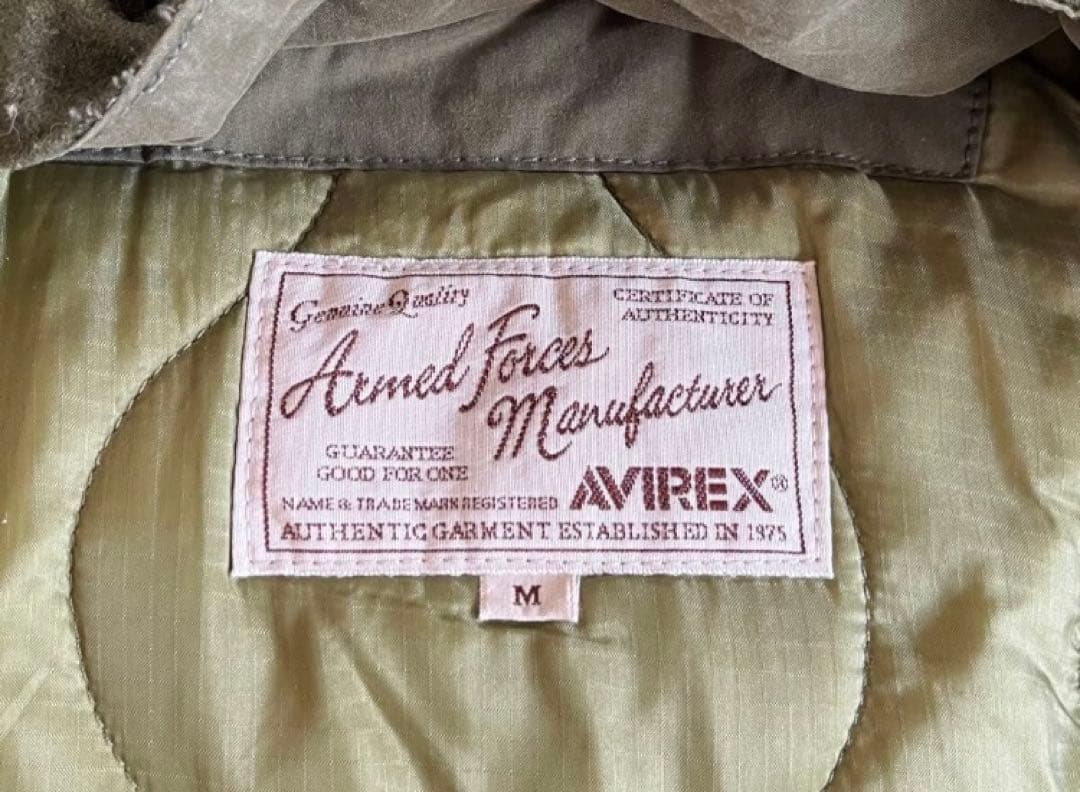 Genuine Quality
CERTIFICATE OF
AUTHENTICITY
Armed Forces
Manufacturer
GUARANTEE
GOOD FOR ONE
NAME & TRADE MARK REGISTERED
AVIREX®
AUTHENTIC GARMENT ESTABLISHED IN 1975
M